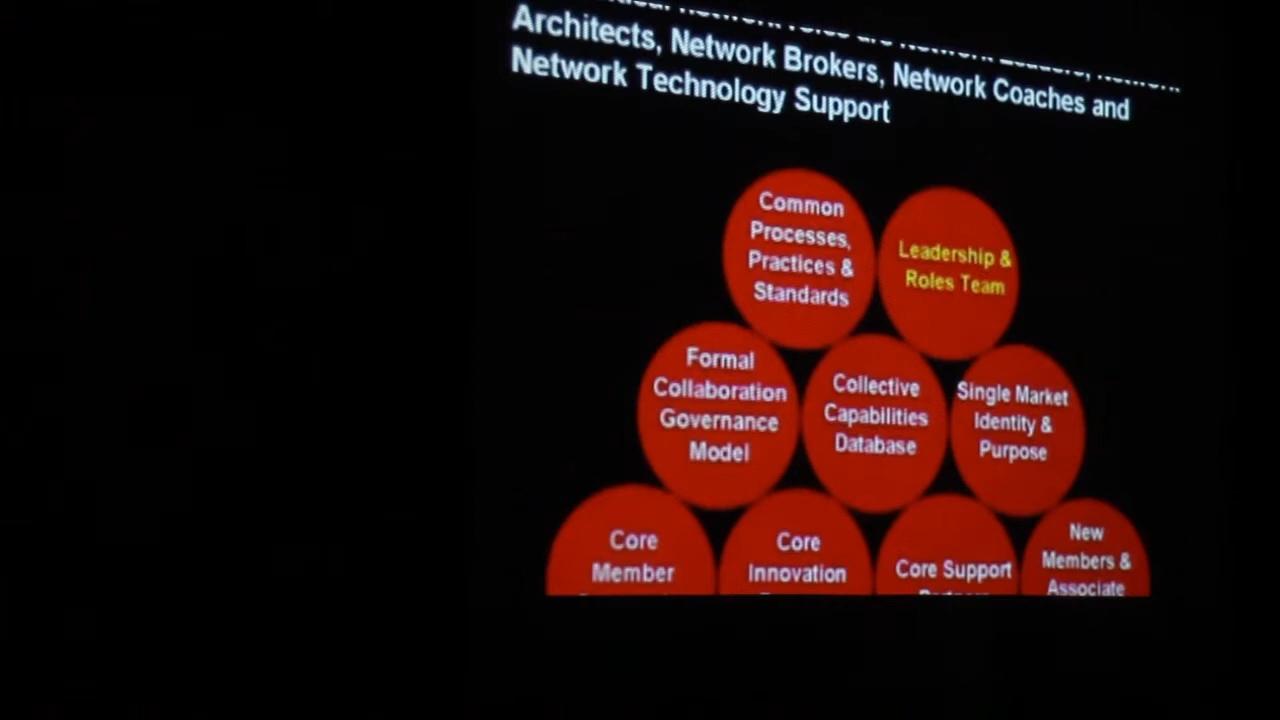 Architects, Network Brokers, Network Coaches and
Network Technology Support
Common
Processes,
Practices &
Standards
Leadership &
Roles Team
Formal
Collaboration
Governance
Model
Collective
Capabilities
Database
Single Market
Identity &
Purpose
Core
Member
Core
Innovation
Core Support
New
Members &
Associate